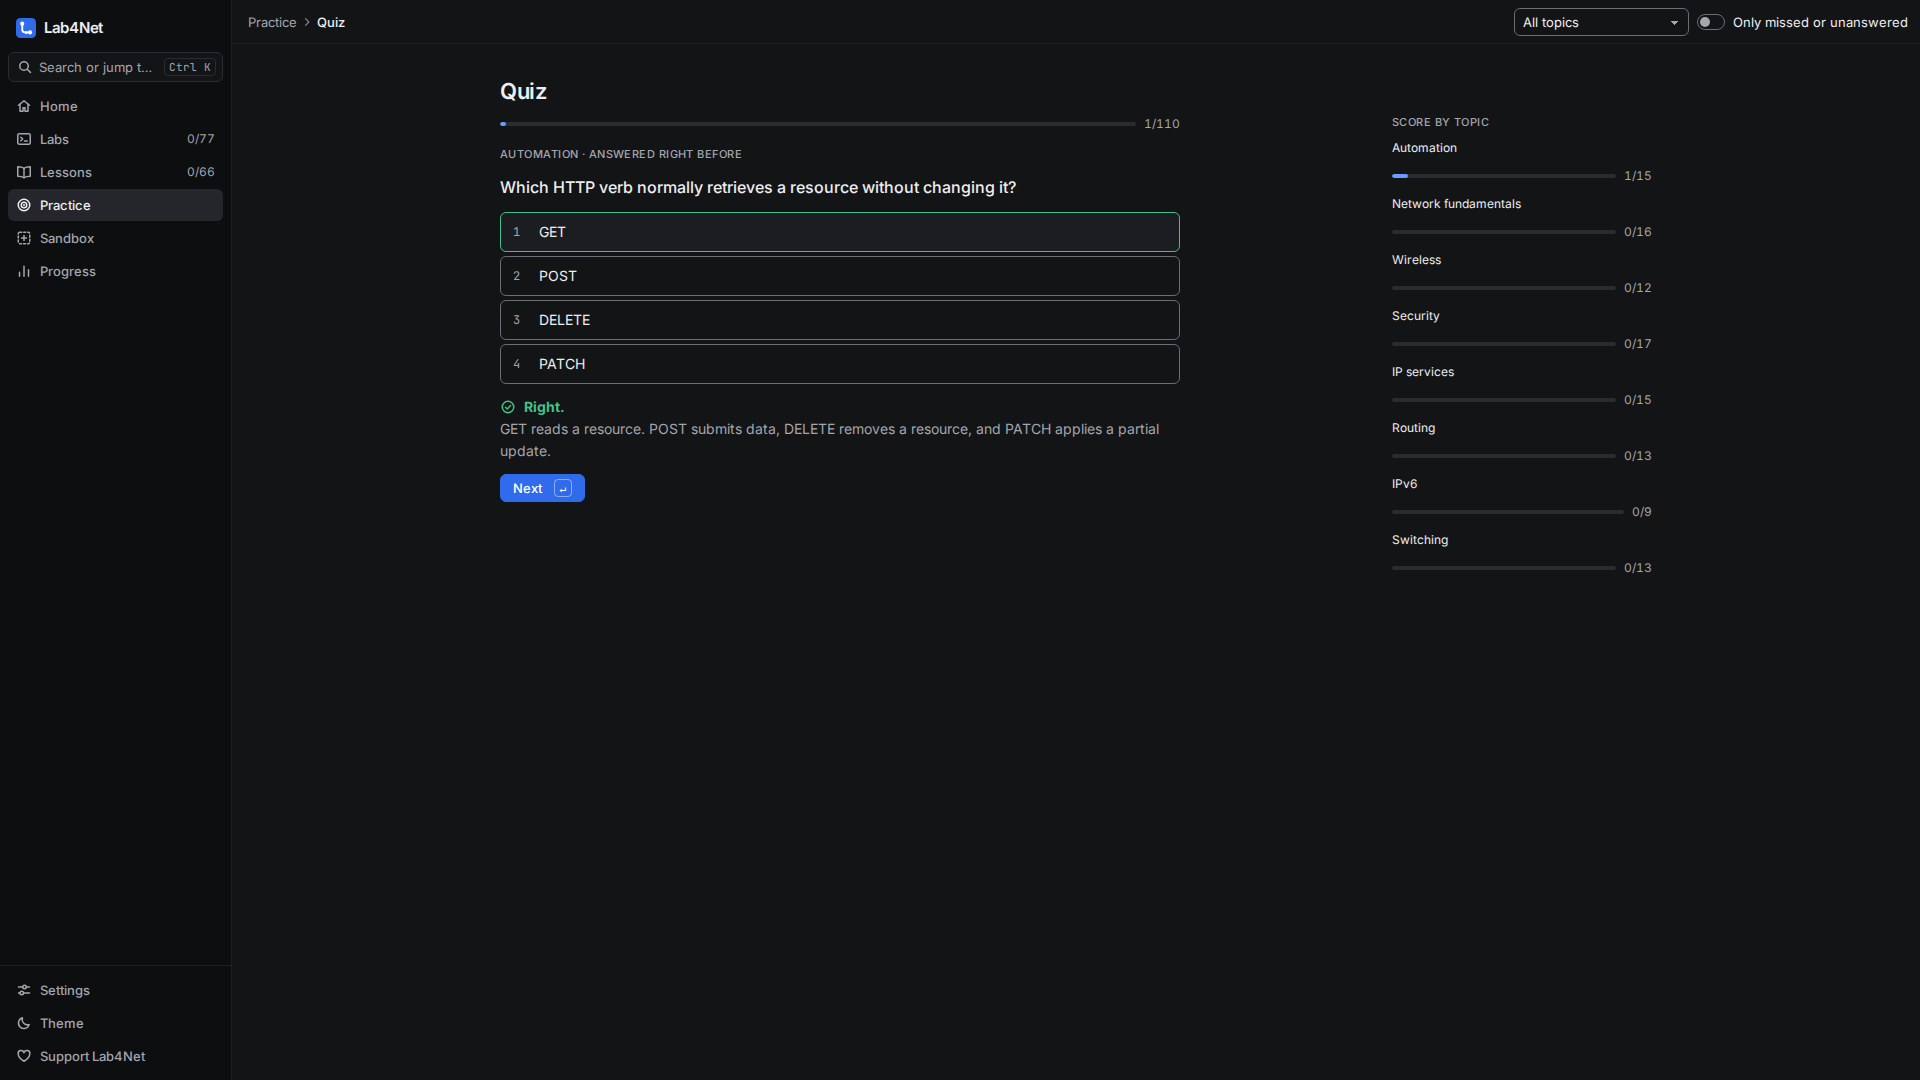 Lab4Net
Search or jump t... Ctrl K
Home
Labs 0/77
Lessons 0/66
Practice
Sandbox
Progress
Settings
Theme
Support Lab4Net
Practice > Quiz
All topics
Only missed or unanswered
Quiz
1/110
AUTOMATION · ANSWERED RIGHT BEFORE
Which HTTP verb normally retrieves a resource without changing it?
1 GET
2 POST
3 DELETE
4 PATCH
Right.
GET reads a resource. POST submits data, DELETE removes a resource, and PATCH applies a partial
update.
Next ↵
SCORE BY TOPIC
Automation
1/15
Network fundamentals
0/16
Wireless
0/12
Security
0/17
IP services
0/15
Routing
0/13
IPv6
0/9
Switching
0/13